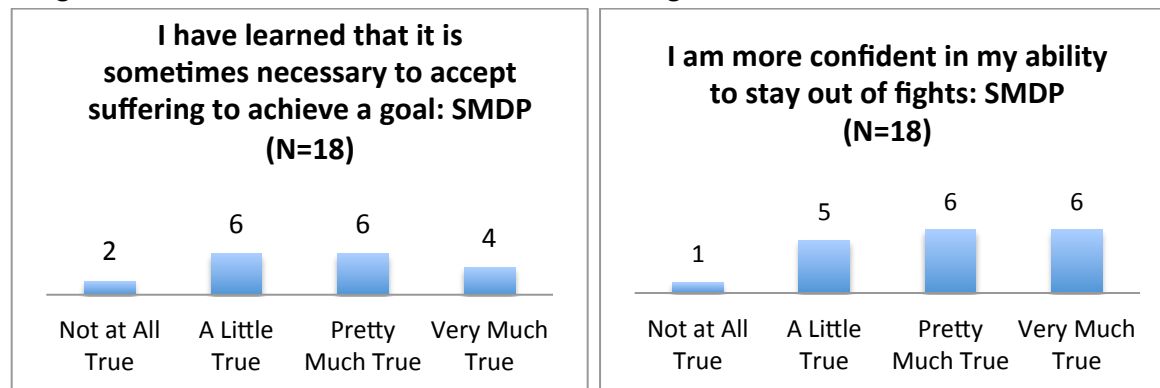 I have learned that it is
sometimes necessary to accept
suffering to achieve a goal: SMDP
(N=18)
2
6
6
4
Not at All
True
A Little
True
Pretty
Much True
Very Much
True
I am more confident in my ability
to stay out of fights: SMDP
(N=18)
1
5
6
6
Not at All
True
A Little
True
Pretty
Much True
Very Much
True